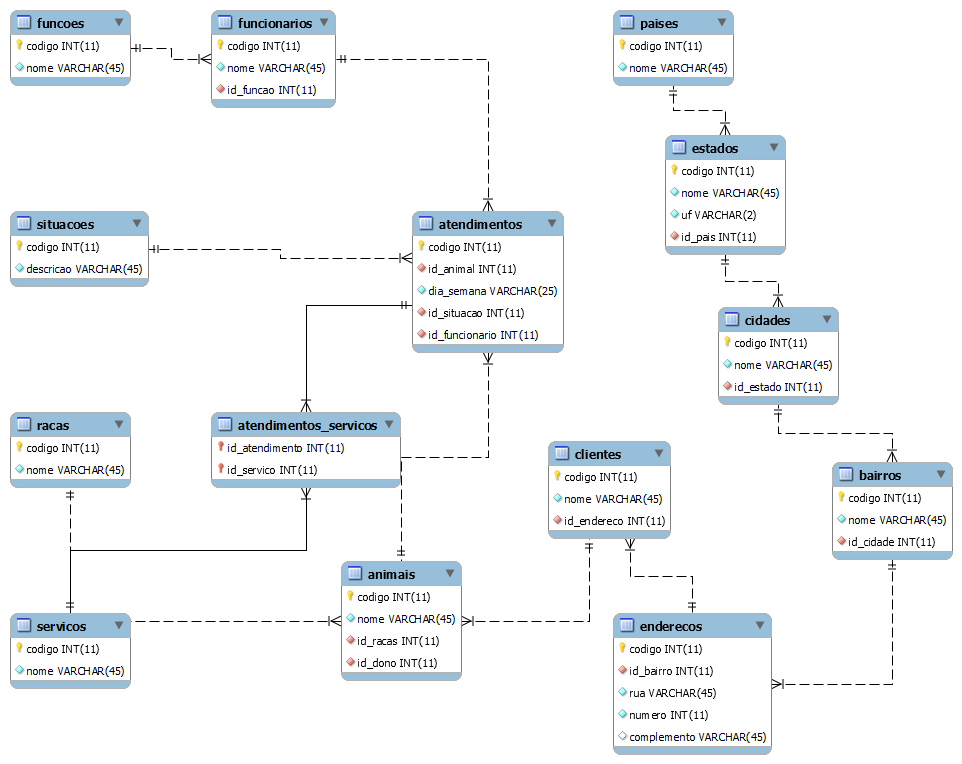 funcoes
codigo INT(11)
nome VARCHAR(45)
funcionarios
codigo INT(11)
nome VARCHAR(45)
id_funcao INT(11)
paises
codigo INT(11)
nome VARCHAR(45)
estados
codigo INT(11)
nome VARCHAR(45)
uf VARCHAR(2)
id_pais INT(11)
situacoes
codigo INT(11)
descricao VARCHAR(45)
atendimentos
codigo INT(11)
id_animal INT(11)
dia_semana VARCHAR(25)
id_situacao INT(11)
id_funcionario INT(11)
cidades
codigo INT(11)
nome VARCHAR(45)
id_estado INT(11)
racas
codigo INT(11)
nome VARCHAR(45)
atendimentos_servicos
id_atendimento INT(11)
id_servico INT(11)
clientes
codigo INT(11)
nome VARCHAR(45)
id_endereco INT(11)
bairros
codigo INT(11)
nome VARCHAR(45)
id_cidade INT(11)
animais
codigo INT(11)
nome VARCHAR(45)
id_racas INT(11)
id_dono INT(11)
servicos
codigo INT(11)
nome VARCHAR(45)
enderecos
codigo INT(11)
id_bairro INT(11)
rua VARCHAR(45)
numero INT(11)
complemento VARCHAR(45)